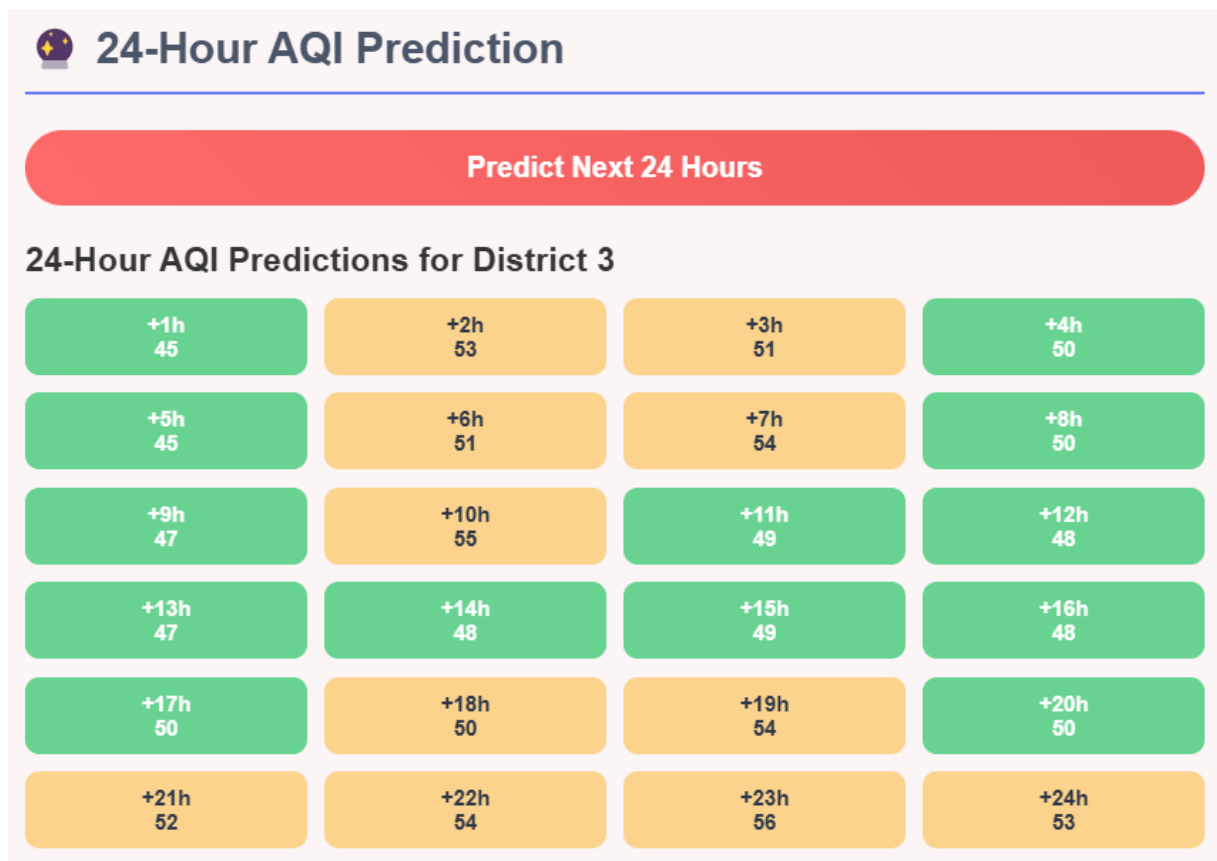 24-Hour AQI Prediction
Predict Next 24 Hours
24-Hour AQI Predictions for District 3
+1h
45
+2h
53
+3h
51
+4h
50
+5h
45
+6h
51
+7h
54
+8h
50
+9h
47
+10h
55
+11h
49
+12h
48
+13h
47
+14h
48
+15h
49
+16h
48
+17h
50
+18h
50
+19h
54
+20h
50
+21h
52
+22h
54
+23h
56
+24h
53